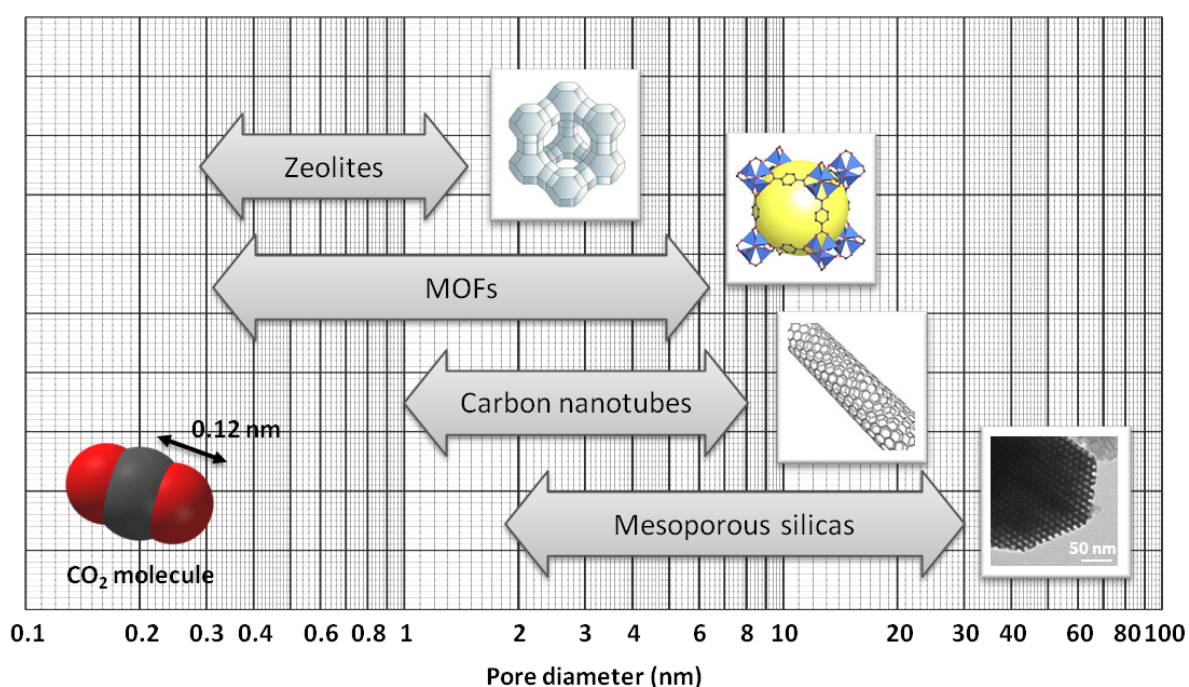 Zeolites
MOFs
Carbon nanotubes
0.12 nm
Mesoporous silicas
50 nm
CO₂ molecule
0.1 0.2 0.3 0.4 0.6 0.8 1 2 3 4 6 8 10 20 30 40 60 80 100
Pore diameter (nm)